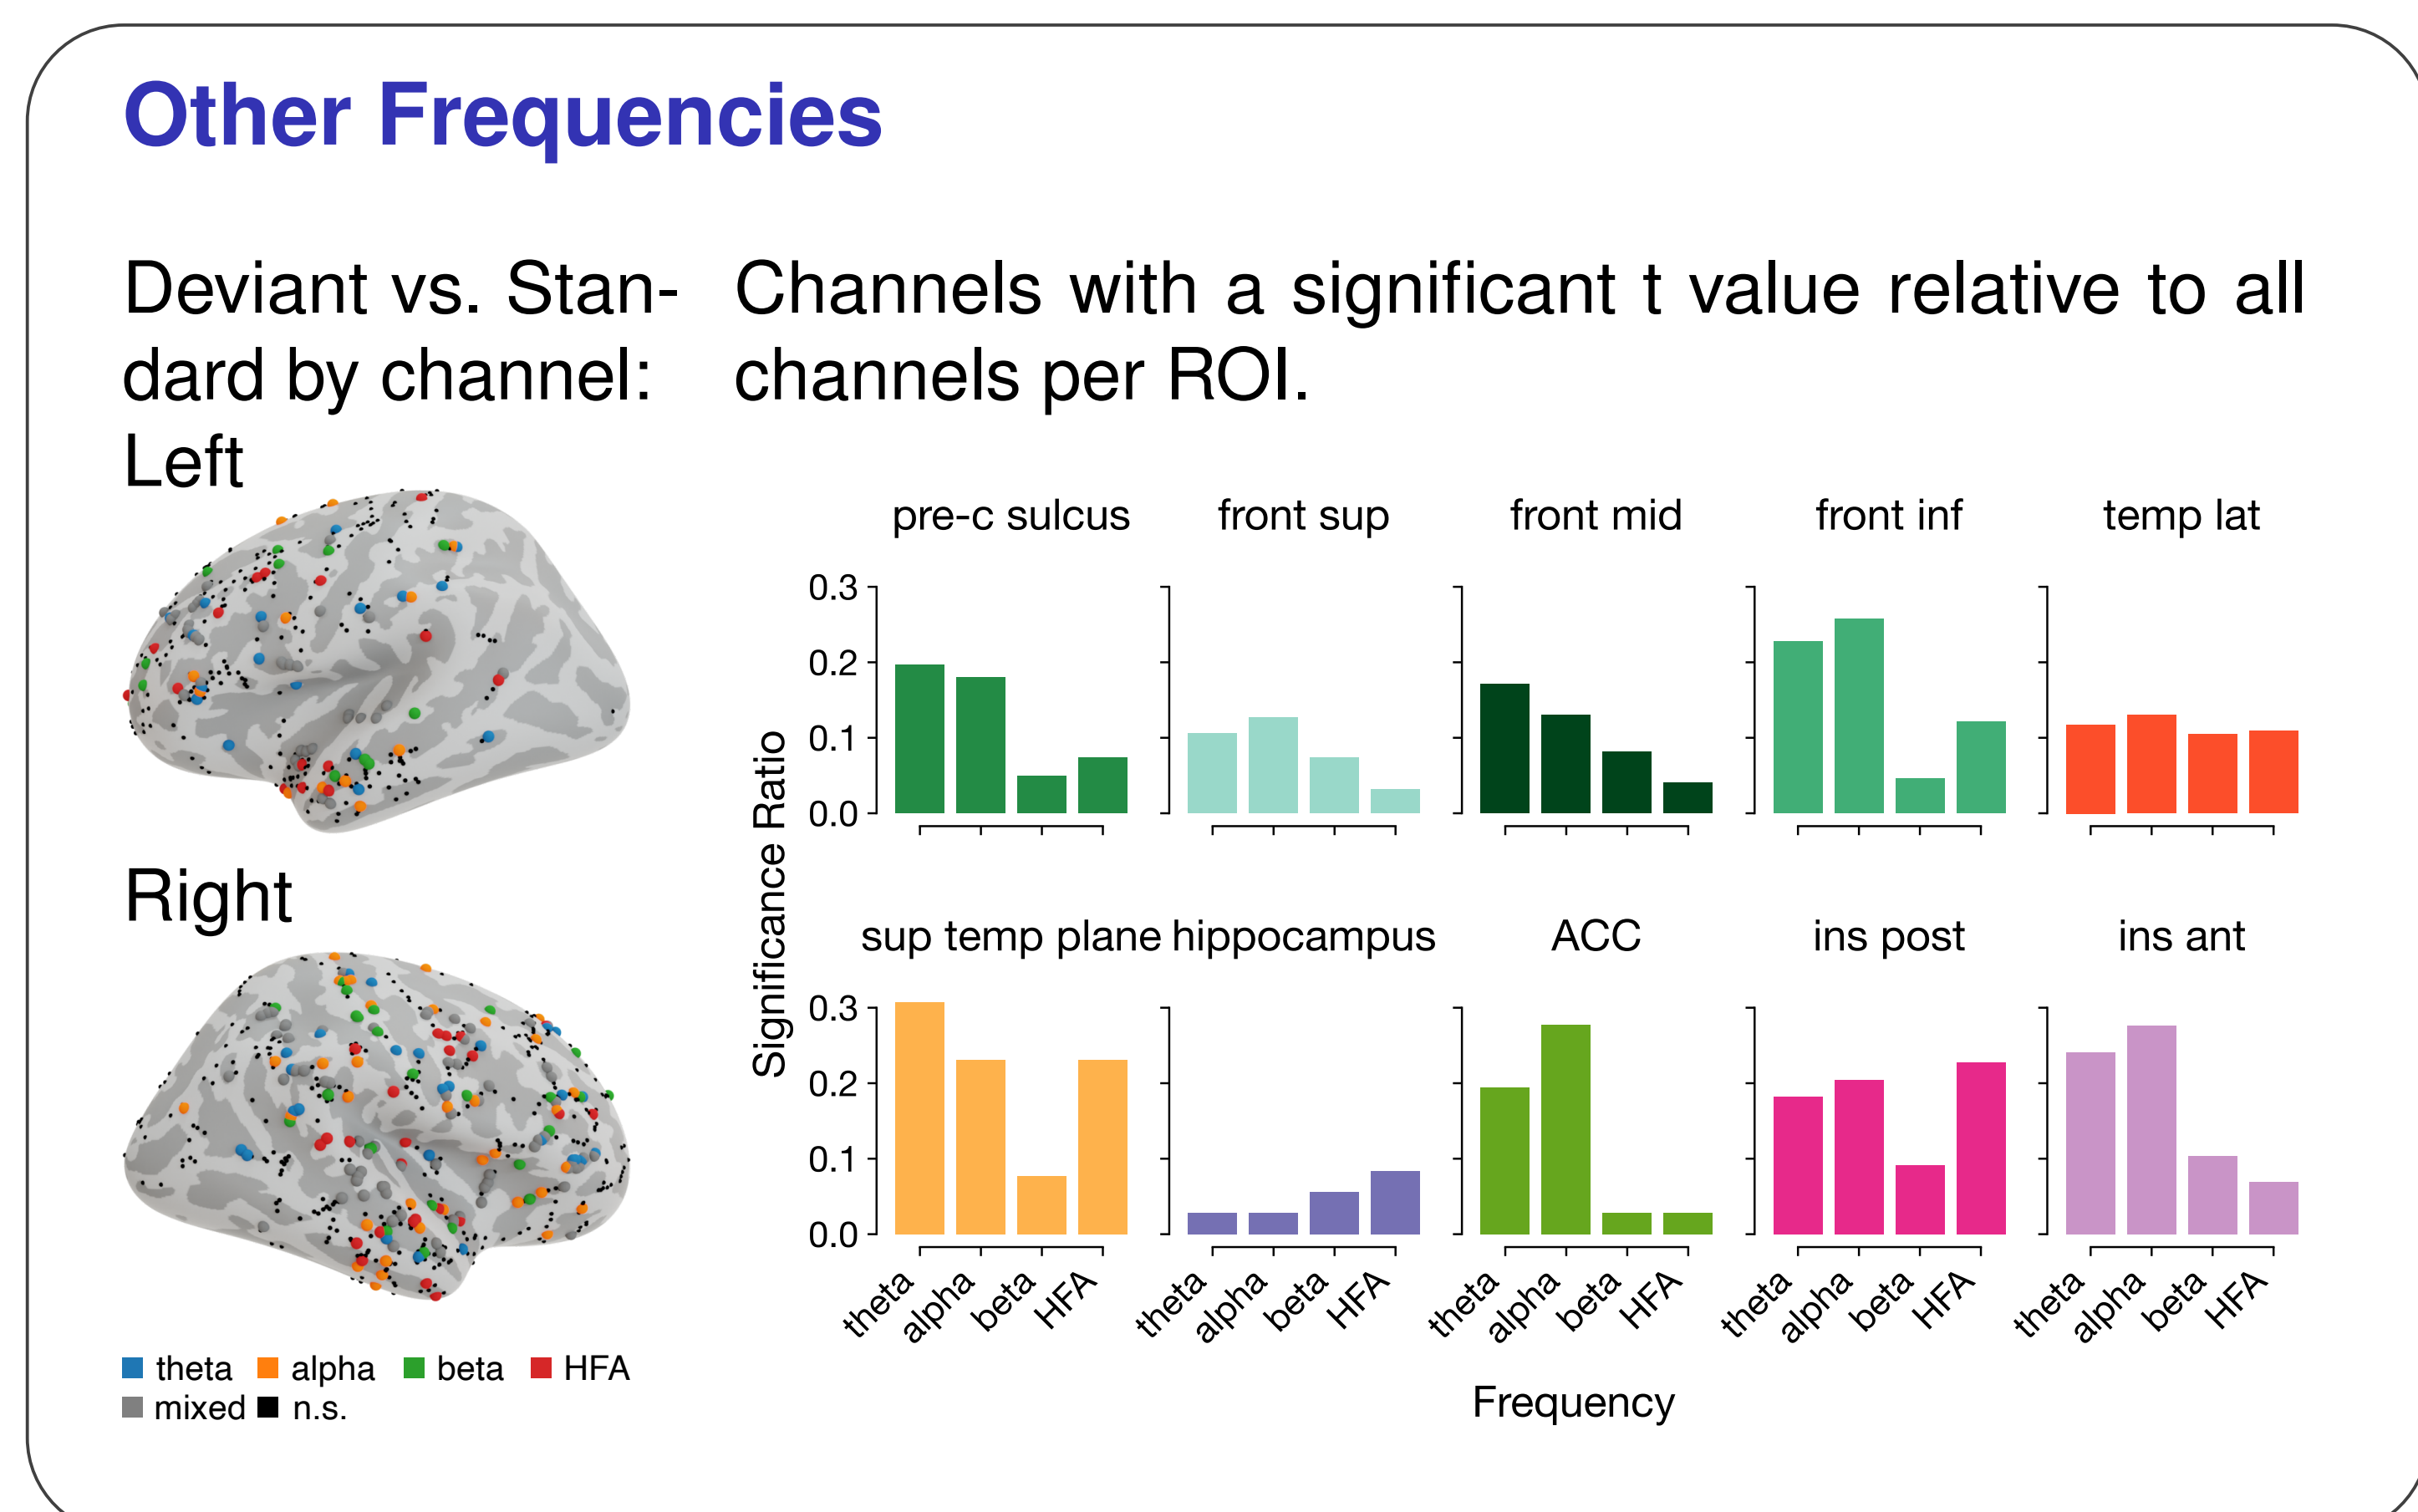 Other Frequencies
Deviant vs. Stan-
dard by channel:
Left
Right
theta alpha beta HFA
mixed n.s.
Channels with a significant t value relative to all
channels per ROI.
Significance Ratio
pre-c sulcus front sup front mid front inf temp lat
0.3
0.2
0.1
0.0
sup temp plane hippocampus ACC ins post ins ant
0.3
0.2
0.1
0.0
theta alpha beta HFA theta alpha beta HFA theta alpha beta HFA theta alpha beta HFA theta alpha beta HFA
Frequency